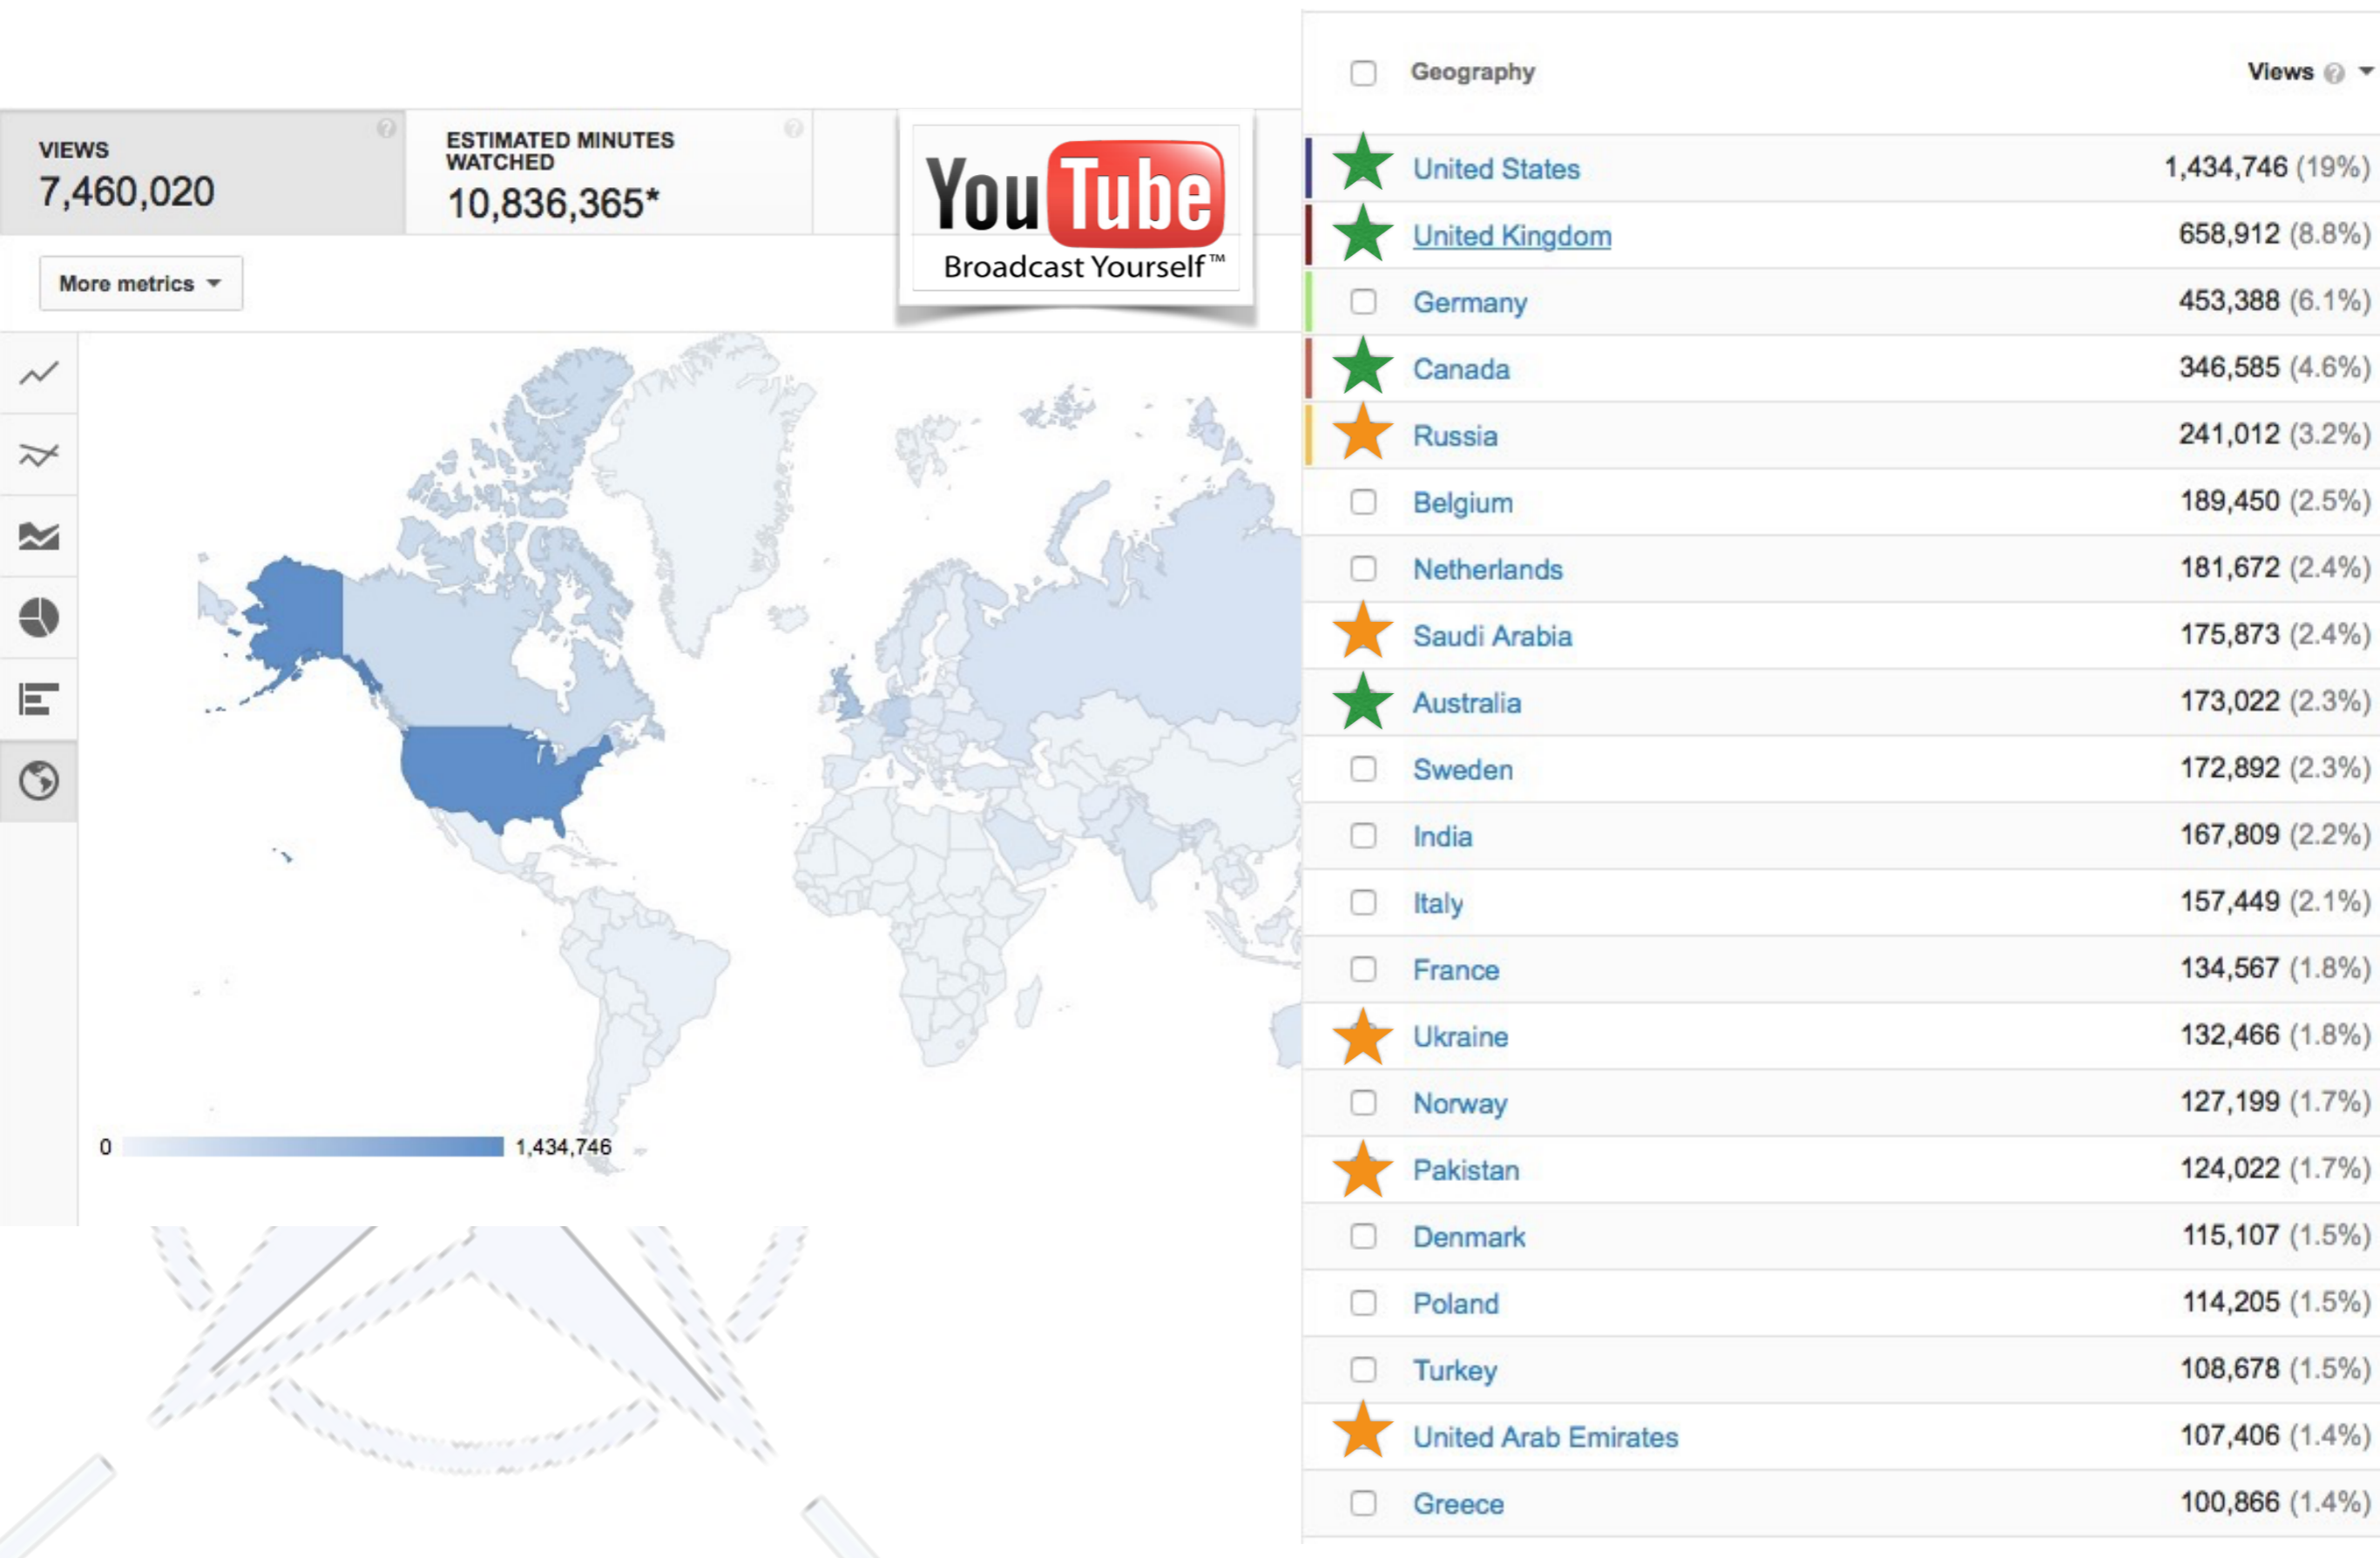 VIEWS
7,460,020
ESTIMATED MINUTES
WATCHED
10,836,365*
You Tube
Broadcast Yourself™
More metrics
0
1,434,746
Geography Views
United States 1,434,746 (19%)
United Kingdom 658,912 (8.8%)
Germany 453,388 (6.1%)
Canada 346,585 (4.6%)
Russia 241,012 (3.2%)
Belgium 189,450 (2.5%)
Netherlands 181,672 (2.4%)
Saudi Arabia 175,873 (2.4%)
Australia 173,022 (2.3%)
Sweden 172,892 (2.3%)
India 167,809 (2.2%)
Italy 157,449 (2.1%)
France 134,567 (1.8%)
Ukraine 132,466 (1.8%)
Norway 127,199 (1.7%)
Pakistan 124,022 (1.7%)
Denmark 115,107 (1.5%)
Poland 114,205 (1.5%)
Turkey 108,678 (1.5%)
United Arab Emirates 107,406 (1.4%)
Greece 100,866 (1.4%)